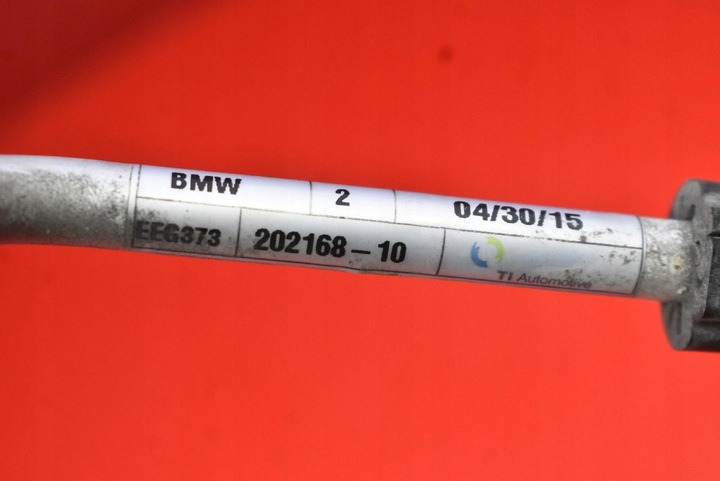 BMW 2 04/30/15
EEG373 202168-10
TI Automotive